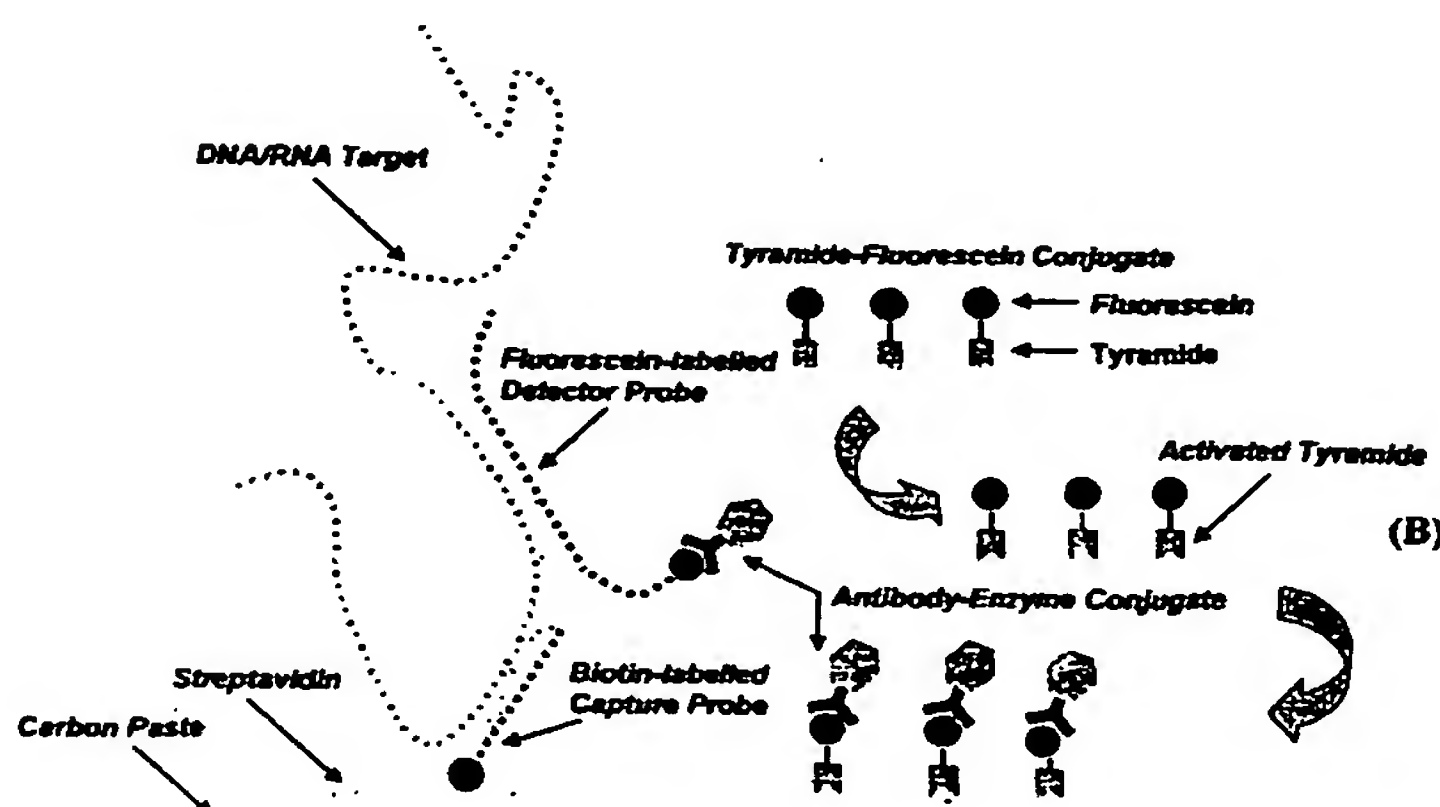 DNA/RNA Target
Tyramide-Fluorescein Conjugate
Fluorescein
Tyramide
Fluorescein-labelled
Detector Probe
Activated Tyramide
(B)
Antibody-Enzyme Conjugate
Biotin-labelled
Capture Probe
Streptavidin
Carbon Paste